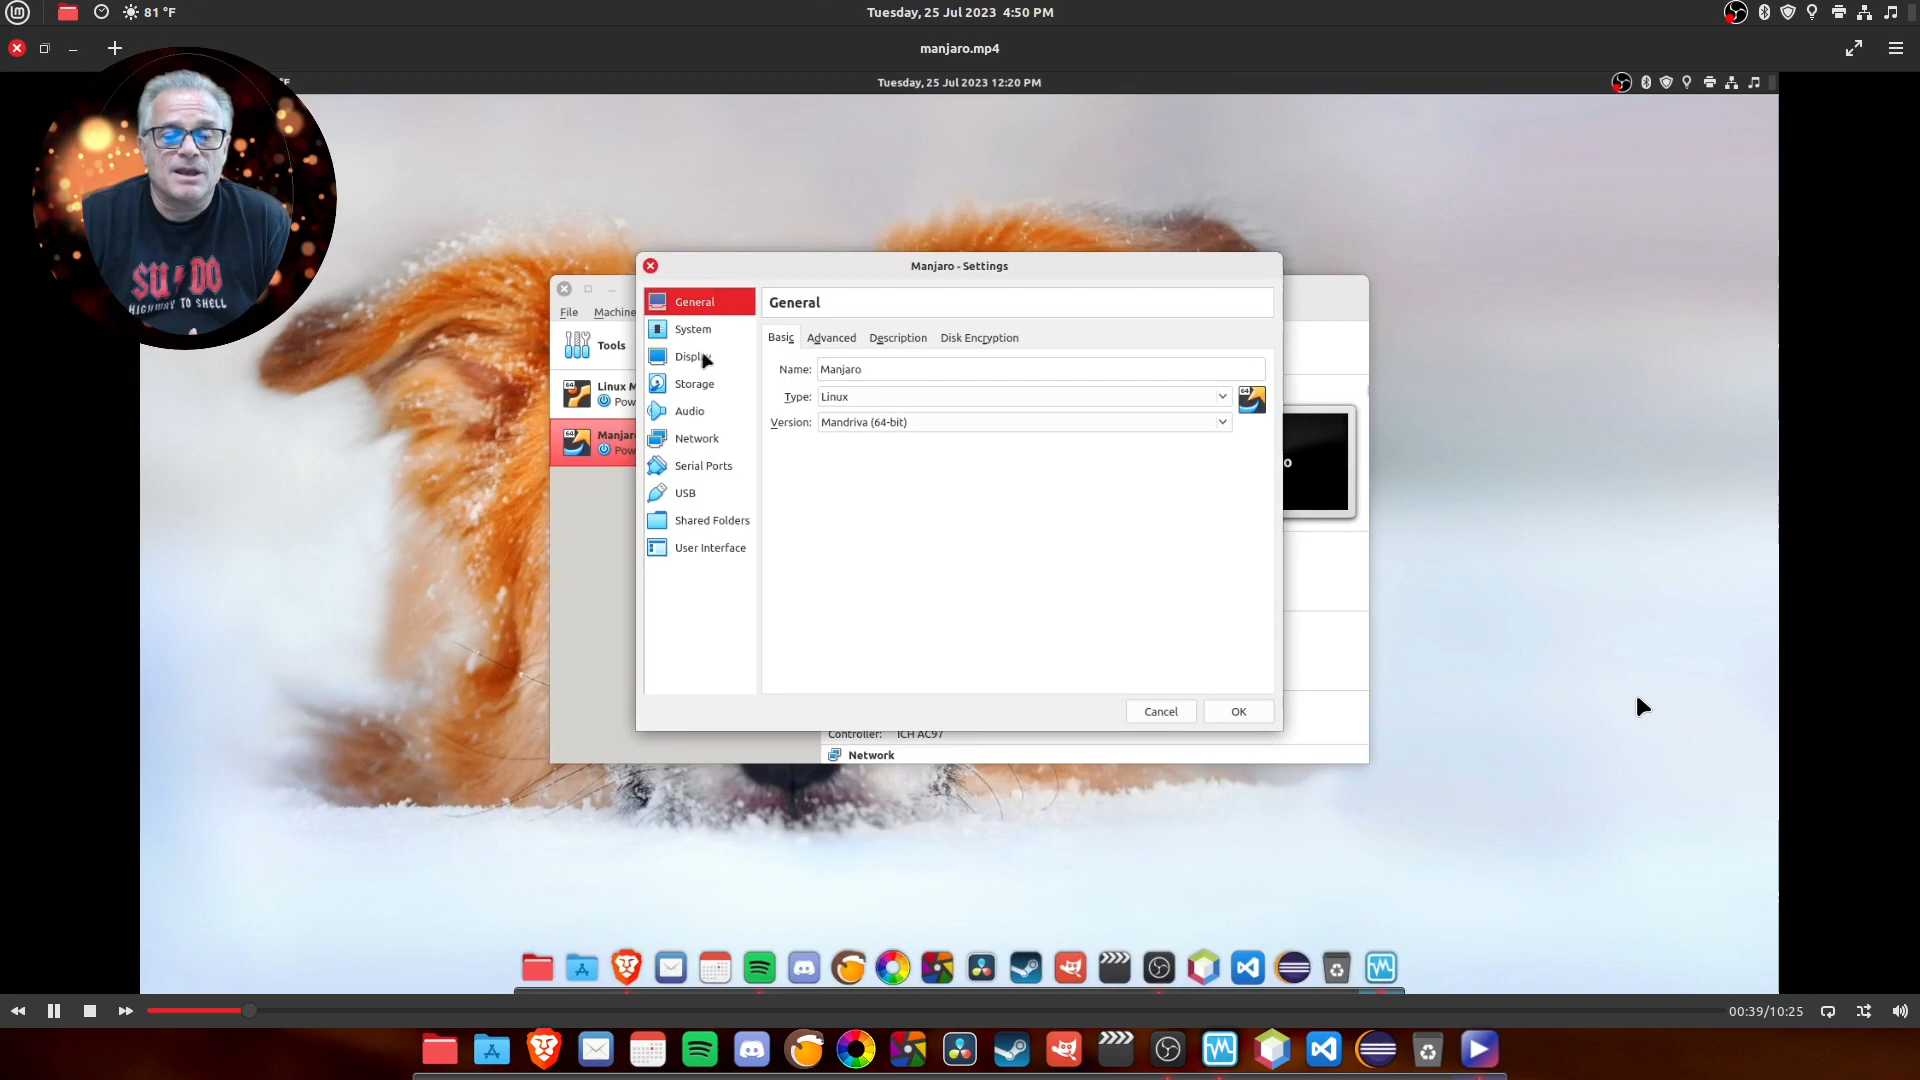 81 °F
Tuesday, 25 Jul 2023 4:50 PM
manjaro.mp4
Tuesday, 25 Jul 2023 12:20 PM
SU DO
HIGHWAY TO SHELL
Manjaro - Settings
File Machine
Tools
Linux M
Pow
Manjaro
Pow
General
System
Display
Storage
Audio
Network
Serial Ports
USB
Shared Folders
User Interface
General
Basic Advanced Description Disk Encryption
Name: Manjaro
Type: Linux
Version: Mandriva (64-bit)
Cancel OK
Controller: ICH AC97
Network
00:39/10:25